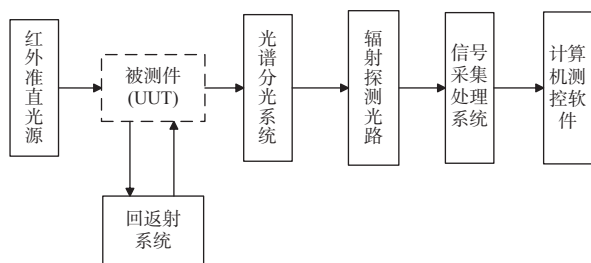 红外准直光源
被测件
(UUT)
光谱分光系统
辐射探测光路
信号
采集
处理
系统
计算
机测
控软
件
回返射
系统